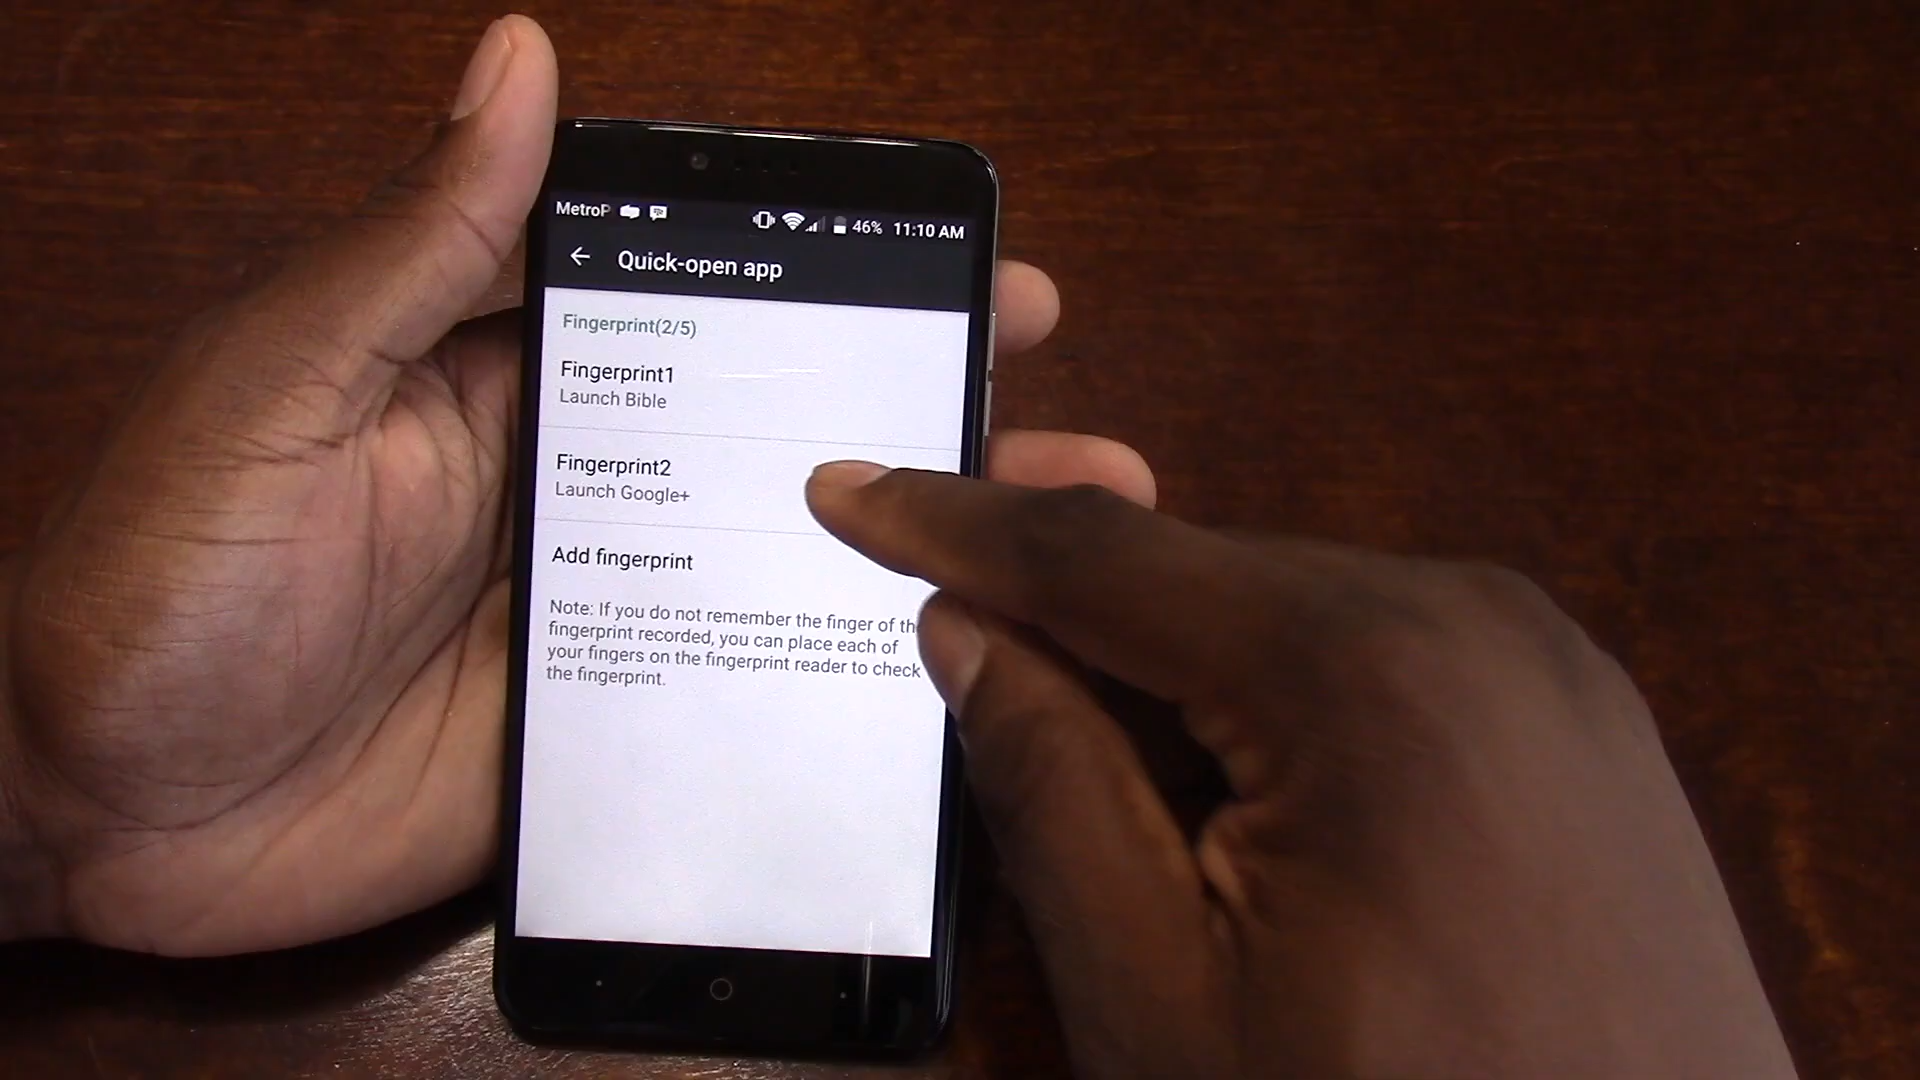 MetroP 46% 11:10 AM
Quick-open app
Fingerprint(2/5)
Fingerprint1
Launch Bible
Fingerprint2
Launch Google+
Add fingerprint
Note: If you do not remember the finger of
fingerprint recorded, you can place each of
your fingers on the fingerprint reader to check
the fingerprint.